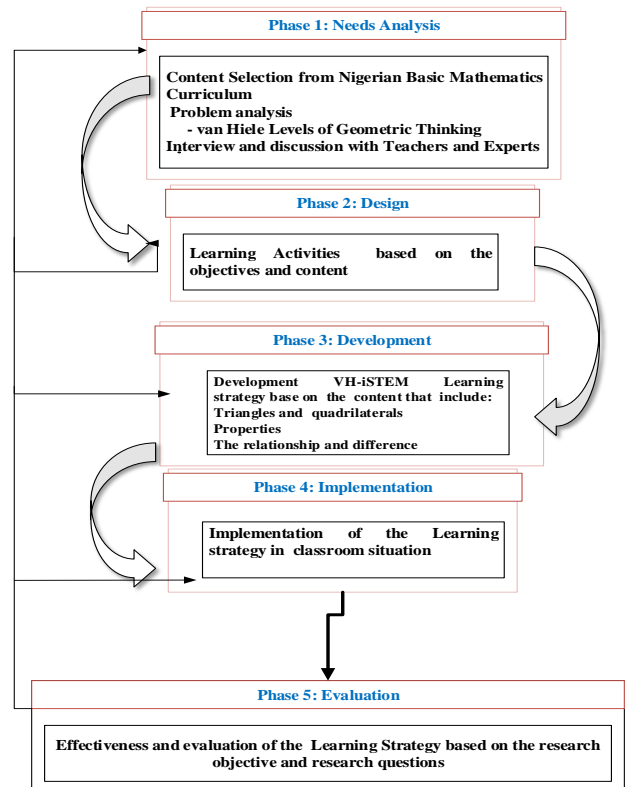 Phase 1: Needs Analysis
Content Selection from Nigerian Basic Mathematics
Curriculum
Problem analysis
- van Hiele Levels of Geometric Thinking
Interview and discussion with Teachers and Experts
Phase 2: Design
Learning Activities based on the
objectives and content
Phase 3: Development
Development VH-iSTEM Learning
strategy base on the content that include:
Triangles and quadrilaterals
Properties
The relationship and difference
Phase 4: Implementation
Implementation of the Learning
strategy in classroom situation
Phase 5: Evaluation
Effectiveness and evaluation of the Learning Strategy based on the research
objective and research questions